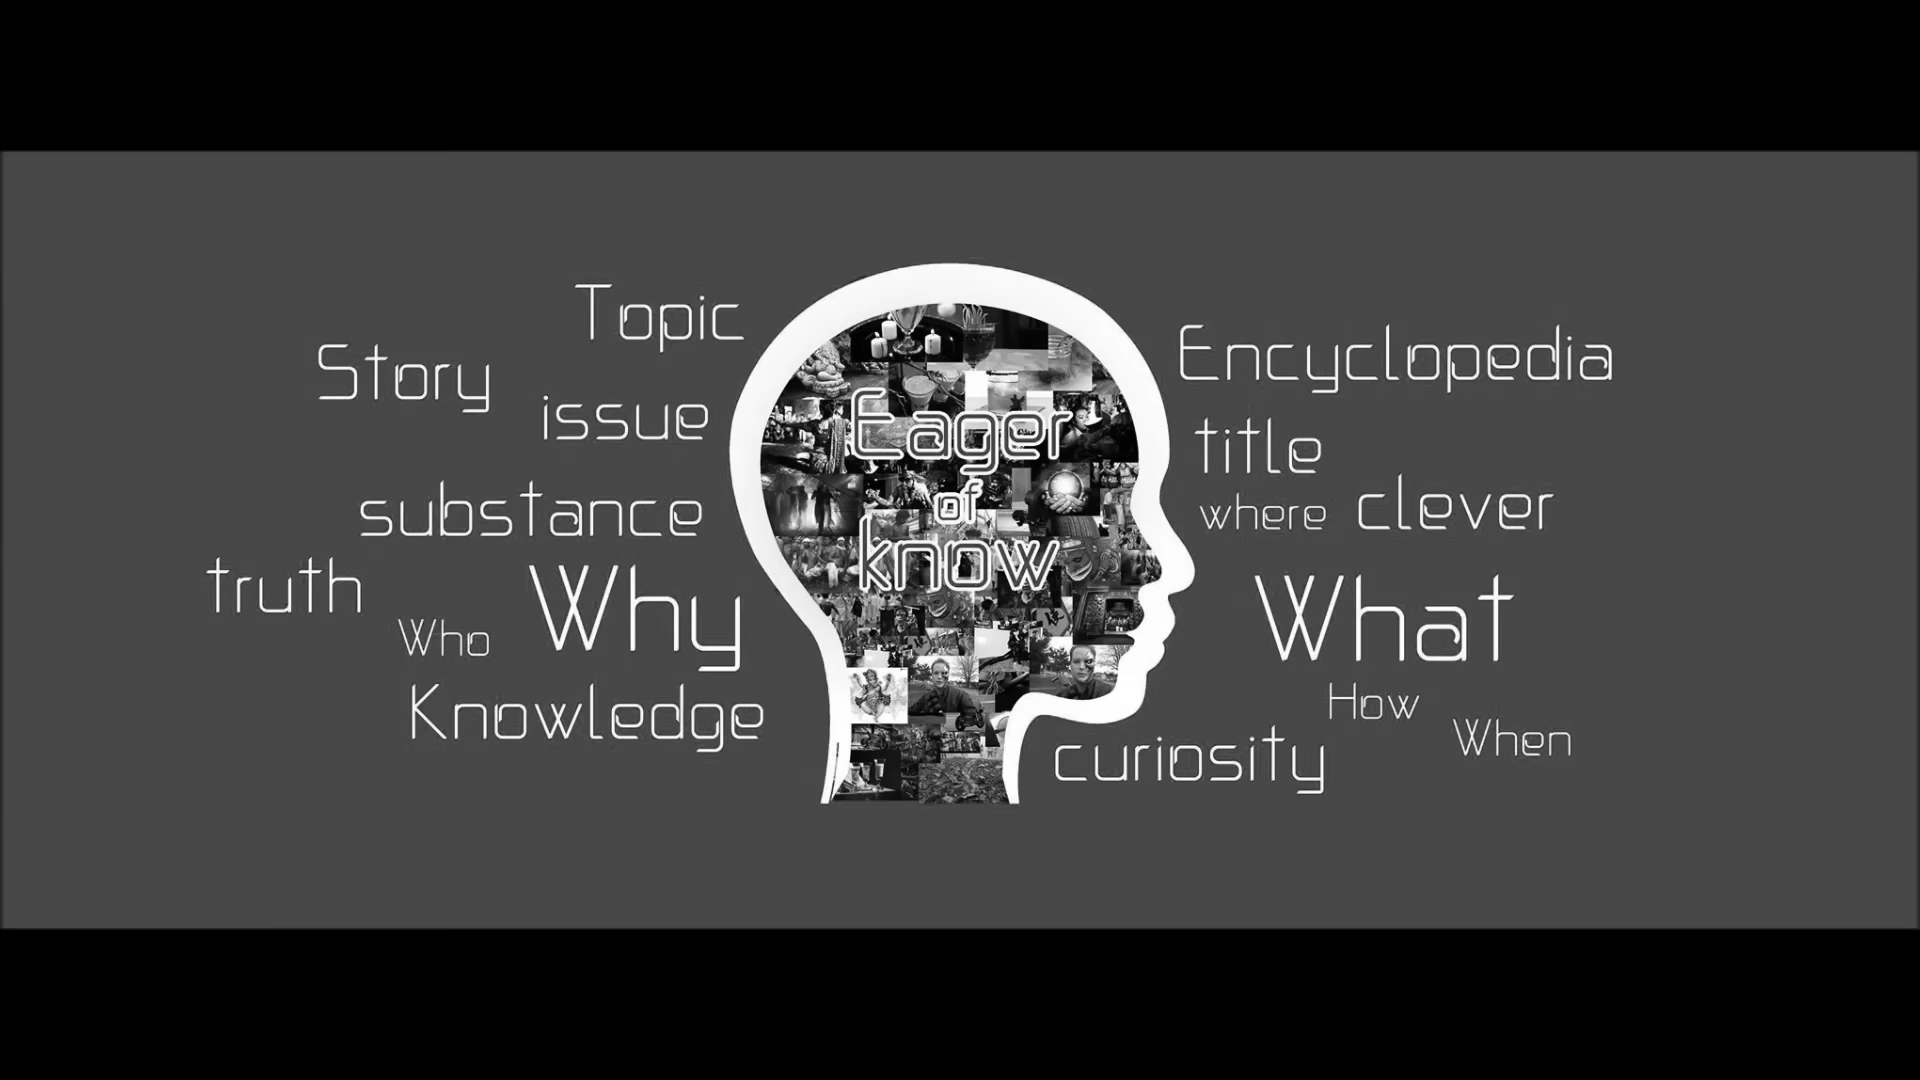 Topic
Story
issue
substance
truth
Who
Why
Knowledge
Eager
of
know
Encyclopedia
title
where
clever
What
How
When
curiosity